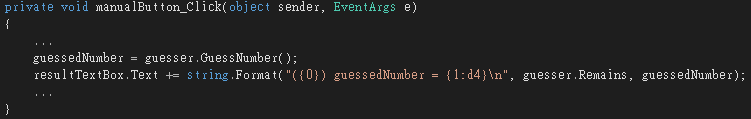 private void manualButton_Click(object sender, EventArgs e)
{
    ...
    guessedNumber = guesser.GuessNumber();
    resultTextBox.Text += string.Format("({0}) guessedNumber = {1:d4}\n", guesser.Remains, guessedNumber);
    ...
}